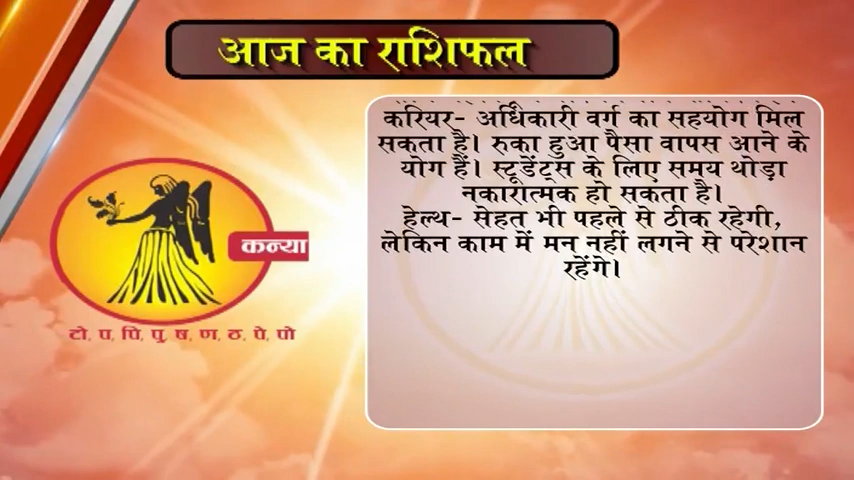 आज का राशिफल
करियर- अधिकारी वर्ग का सहयोग मिल
सकता है। रुका हुआ पैसा वापस आने के
योग हैं। स्टूडेंट्स के लिए समय थोड़ा
नकारात्मक हो सकता है।
हेल्थ- सेहत भी पहले से ठीक रहेगी,
लेकिन काम में मन नहीं लगने से परेशान
रहेंगे।
कन्या
टो, प, पि, पु, ष, ण, ठ, पे, पो